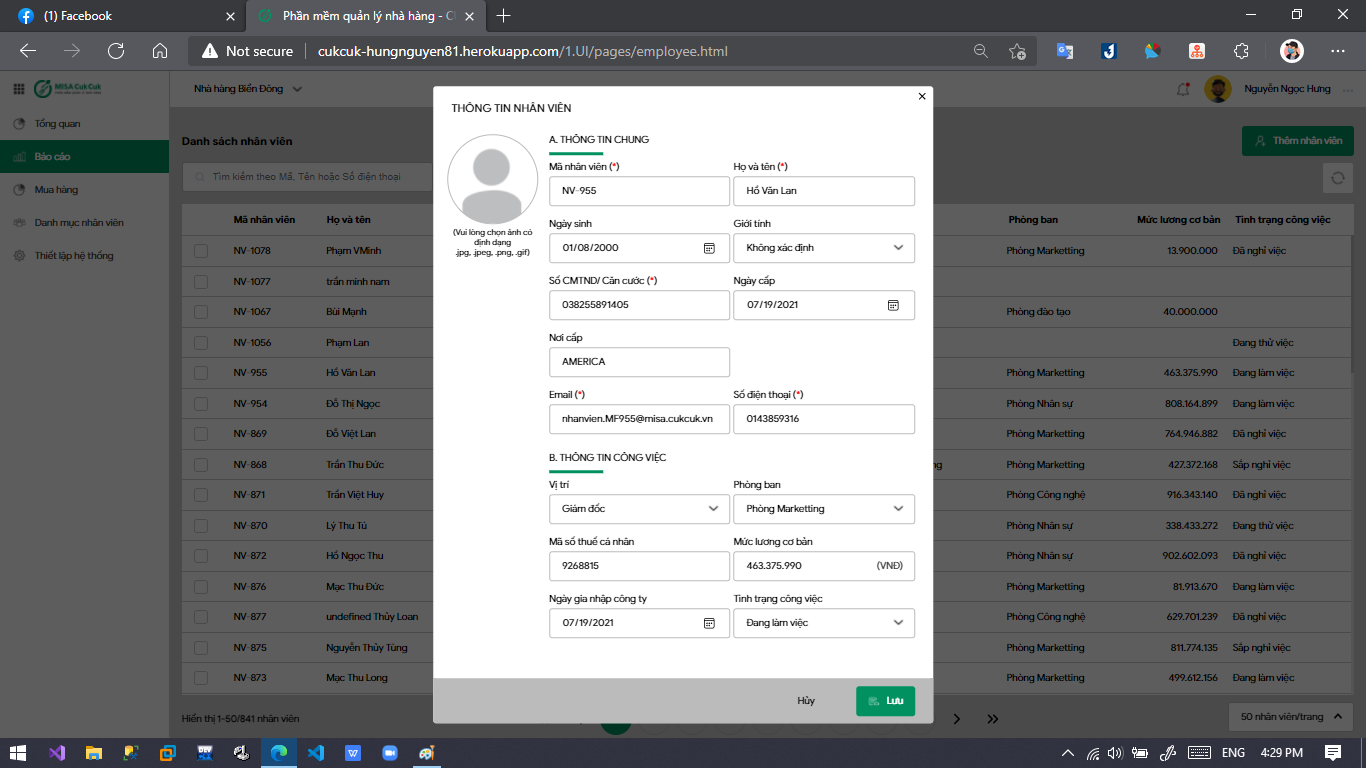 (1) Facebook
Phần mềm quản lý nhà hàng - C
Not secure
cukcuk-hungnguyen81.herokuapp.com/1.UI/pages/employee.html
MISA Cuk Cuk
Nhà hàng Biển Đông
Nguyễn Ngọc Hưng
Tổng quan
Báo cáo
Mua hàng
Danh mục nhân viên
Thiết lập hệ thống
Danh sách nhân viên
Thêm nhân viên
Tìm kiếm theo Mã, Tên hoặc Số điện thoại
Mã nhân viên Họ và tên Phòng ban Mức lương cơ bản Tình trạng công việc
NV-1078 Phạm VMinh Phòng Marketting 13.900.000 Đã nghỉ việc
NV-1077 trần minh nam
NV-1067 Bùi Mạnh Phòng đào tạo 40.000.000
NV-1056 Phạm Lan Đang thử việc
NV-955 Hồ Văn Lan Phòng Marketting 463.375.990 Đang làm việc
NV-954 Đỗ Thị Ngọc Phòng Nhân sự 808.164.899 Đang làm việc
NV-869 Đỗ Việt Lan Phòng Marketting 764.946.882 Đã nghỉ việc
NV-868 Trần Thu Đức ng Phòng Marketting 427.372.168 Sắp nghỉ việc
NV-871 Trần Việt Huy Phòng Công nghệ 916.343.140 Đã nghỉ việc
NV-870 Lý Thu Tú Phòng Nhân sự 338.433.272 Đang thử việc
NV-872 Hồ Ngọc Thu Phòng Nhân sự 902.602.093 Đã nghỉ việc
NV-876 Mạc Thu Đức Phòng Marketting 81.913.670 Đang làm việc
NV-877 undefined Thủy Loan Phòng Công nghệ 629.701.239 Đã nghỉ việc
NV-875 Nguyễn Thủy Tùng Phòng Marketting 811.774.135 Sắp nghỉ việc
NV-873 Mạc Thu Long Phòng Marketting 499.612.156 Đang làm việc
Hiển thị 1-50/841 nhân viên
50 nhân viên/trang
THÔNG TIN NHÂN VIÊN
(Vui lòng chọn ảnh có
định dạng
.jpg, .jpeg, .png, .gif)
A. THÔNG TIN CHUNG
Mã nhân viên (*) Họ và tên (*)
NV-955 Hồ Văn Lan
Ngày sinh Giới tính
01/08/2000 Không xác định
Số CMTND/ Căn cước (*) Ngày cấp
038255891405 07/19/2021
Nơi cấp
AMERICA
Email (*) Số điện thoại (*)
nhanvien.MF955@misa.cukcuk.vn 0143859316
B. THÔNG TIN CÔNG VIỆC
Vị trí Phòng ban
Giám đốc Phòng Marketting
Mã số thuế cá nhân Mức lương cơ bản
9268815 463.375.990 (VNĐ)
Ngày gia nhập công ty Tình trạng công việc
07/19/2021 Đang làm việc
Hủy Lưu
ENG 4:29 PM